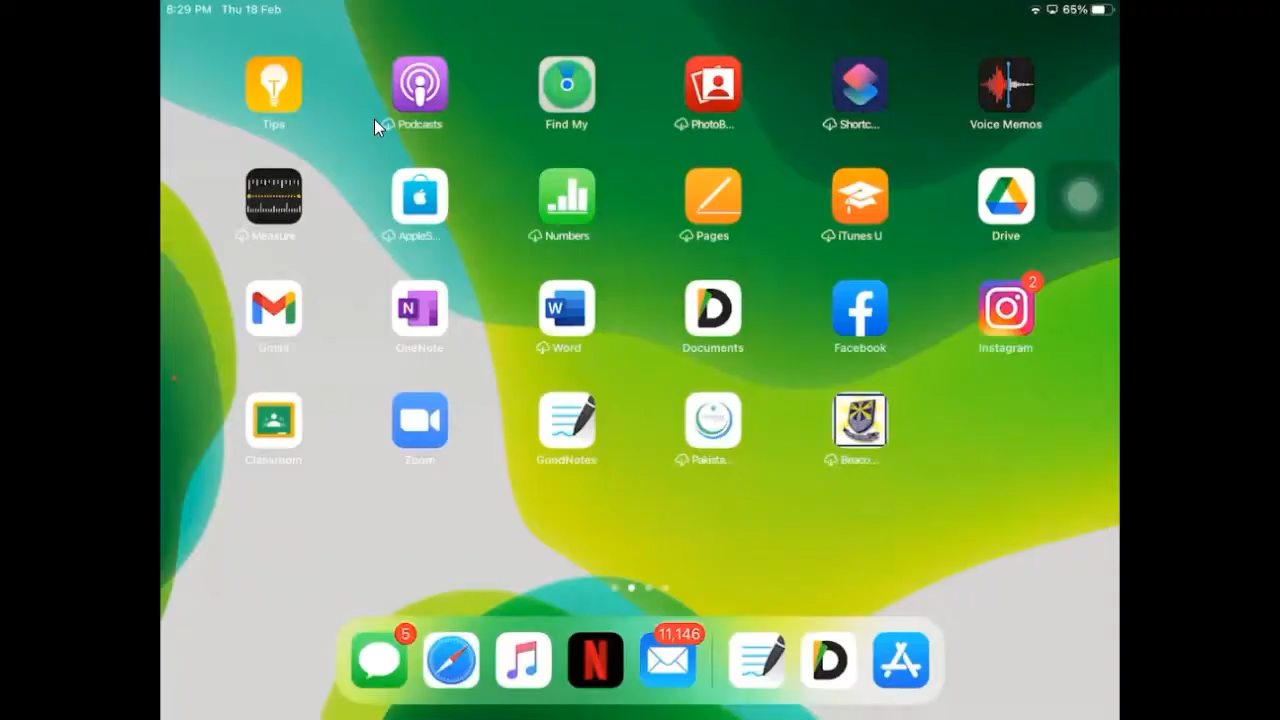 8:29 PM Thu 18 Feb 65%
Tips Podcasts Find My PhotoB... Shortc... Voice Memos
Measure AppleS... Numbers Pages iTunes U Drive
2
Gmail OneNote Word Documents Facebook Instagram
Classroom Zoom GoodNotes Pakista... Beaco...
5 11,146